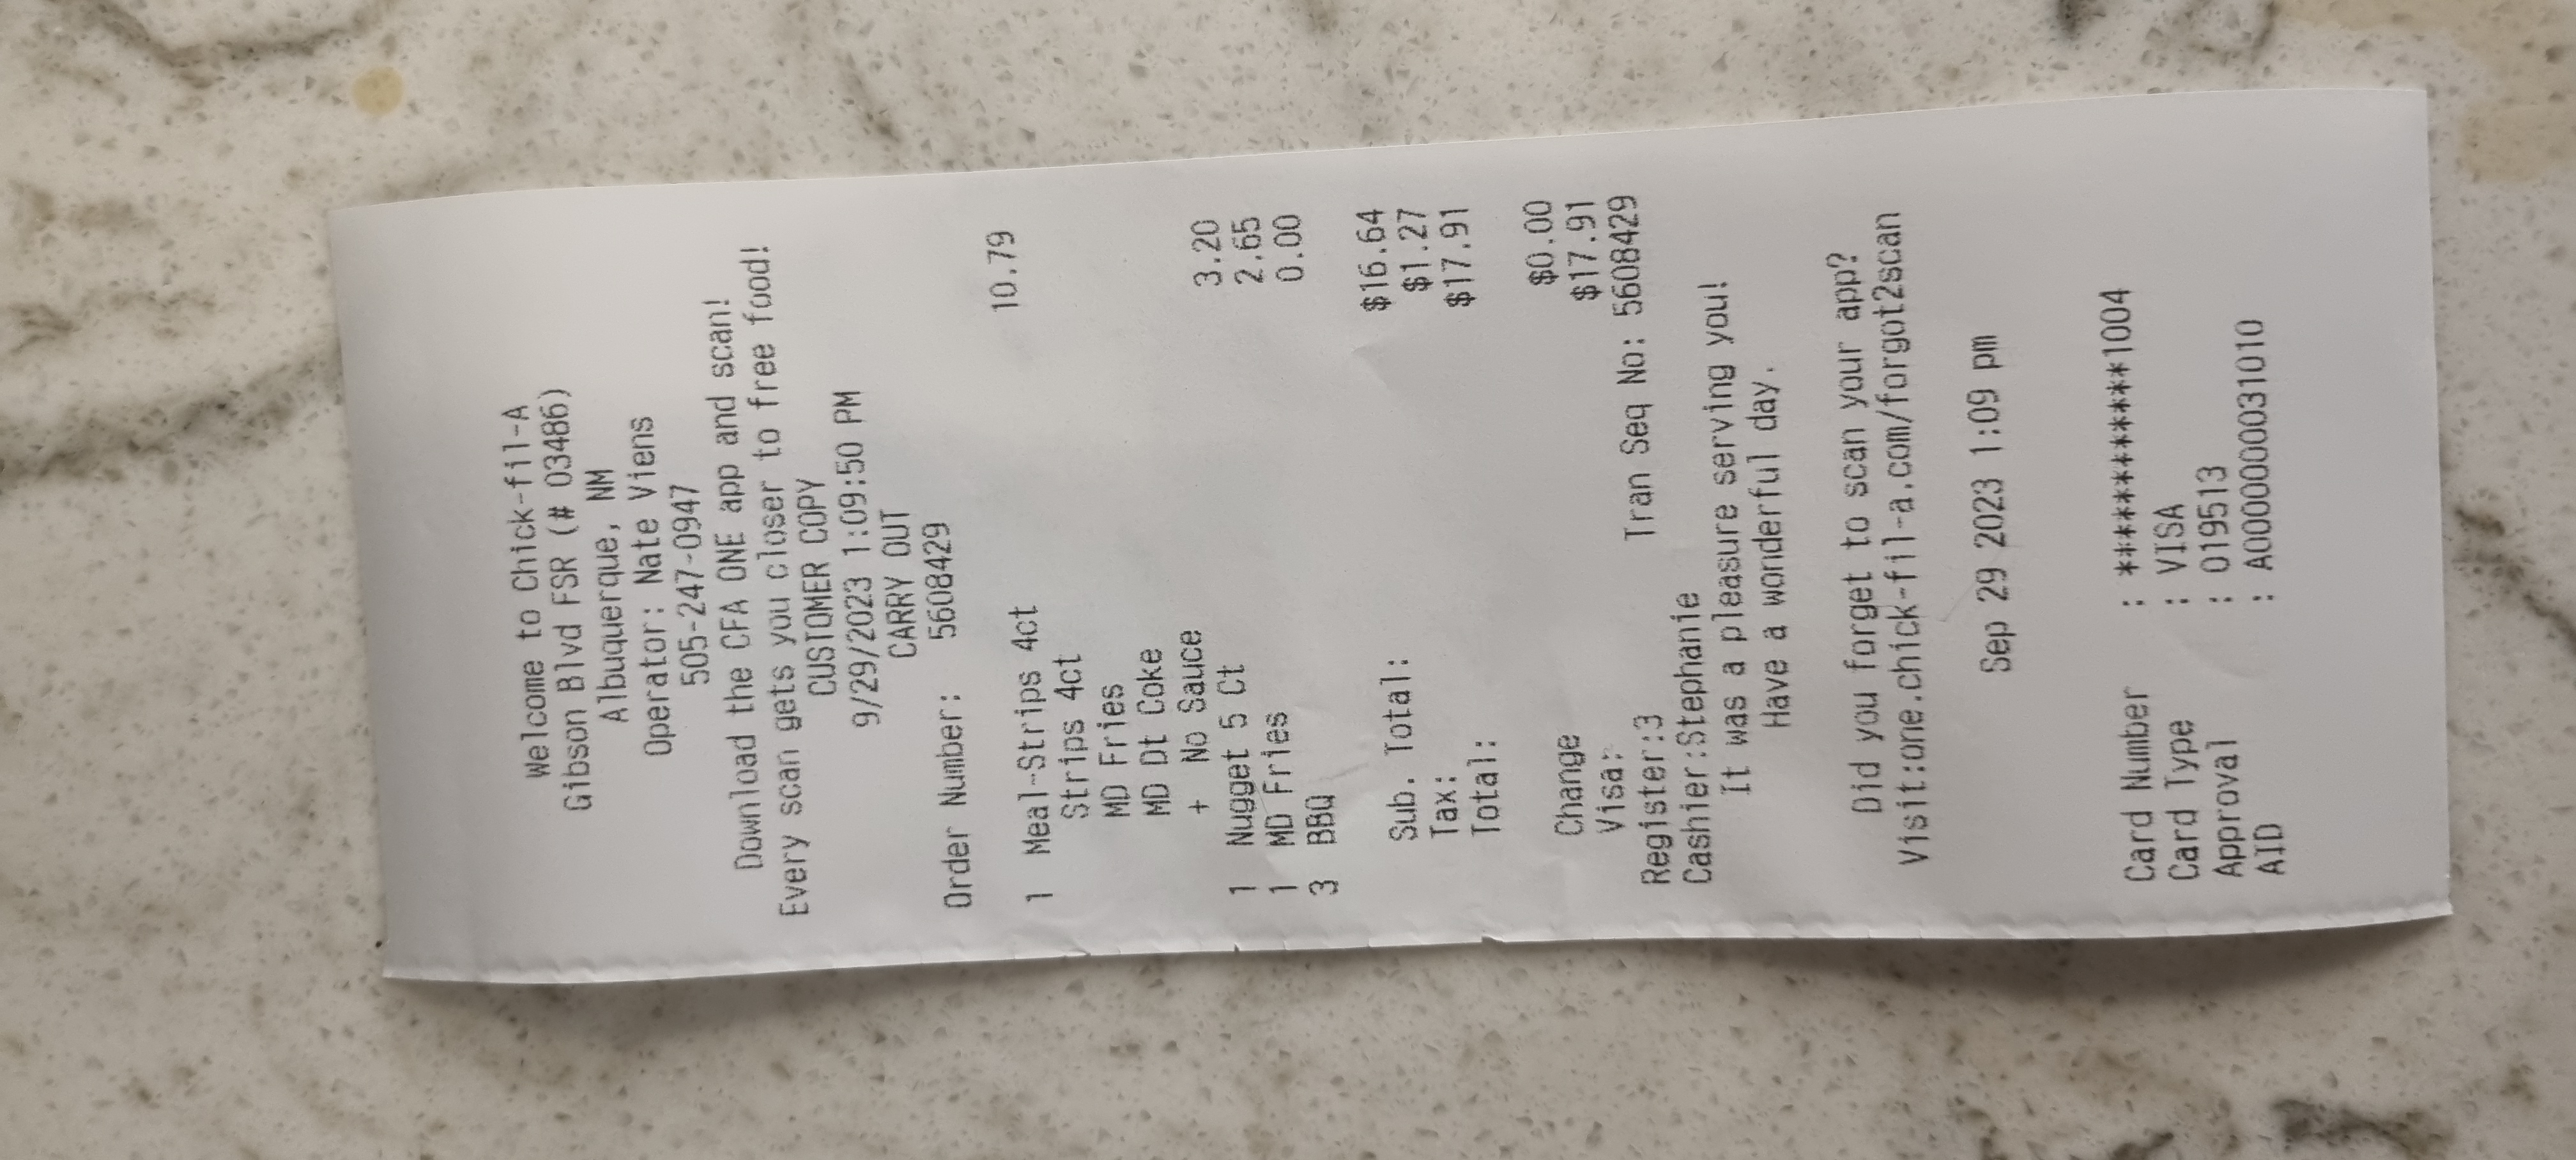 Welcome to Chick-fil-A
Gibson Blvd FSR (# 03486)
Albuquerque, NM
Operator: Nate Viens
505-247-0947
Download the CFA ONE app and scan!
Every scan gets you closer to free food!
CUSTOMER COPY
9/29/2023 1:09:50 PM
CARRY OUT
Order Number: 5608429
1 Meal-Strips 4ct 10.79
Strips 4ct
MD Fries
MD Dt Coke
+ No Sauce
1 Nugget 5 Ct 3.20
1 MD Fries 2.65
3 BBQ 0.00
Sub. Total: $16.64
Tax: $1.27
Total: $17.91
Change $0.00
Visa: $17.91
Register:3 Tran Seq No: 5608429
Cashier:Stephanie
It was a pleasure serving you!
Have a wonderful day.
Did you forget to scan your app?
Visit:one.chick-fil-a.com/forgot2scan
Sep 29 2023 1:09 pm
Card Number : ************1004
Card Type : VISA
Approval : 019513
AID : A0000000031010